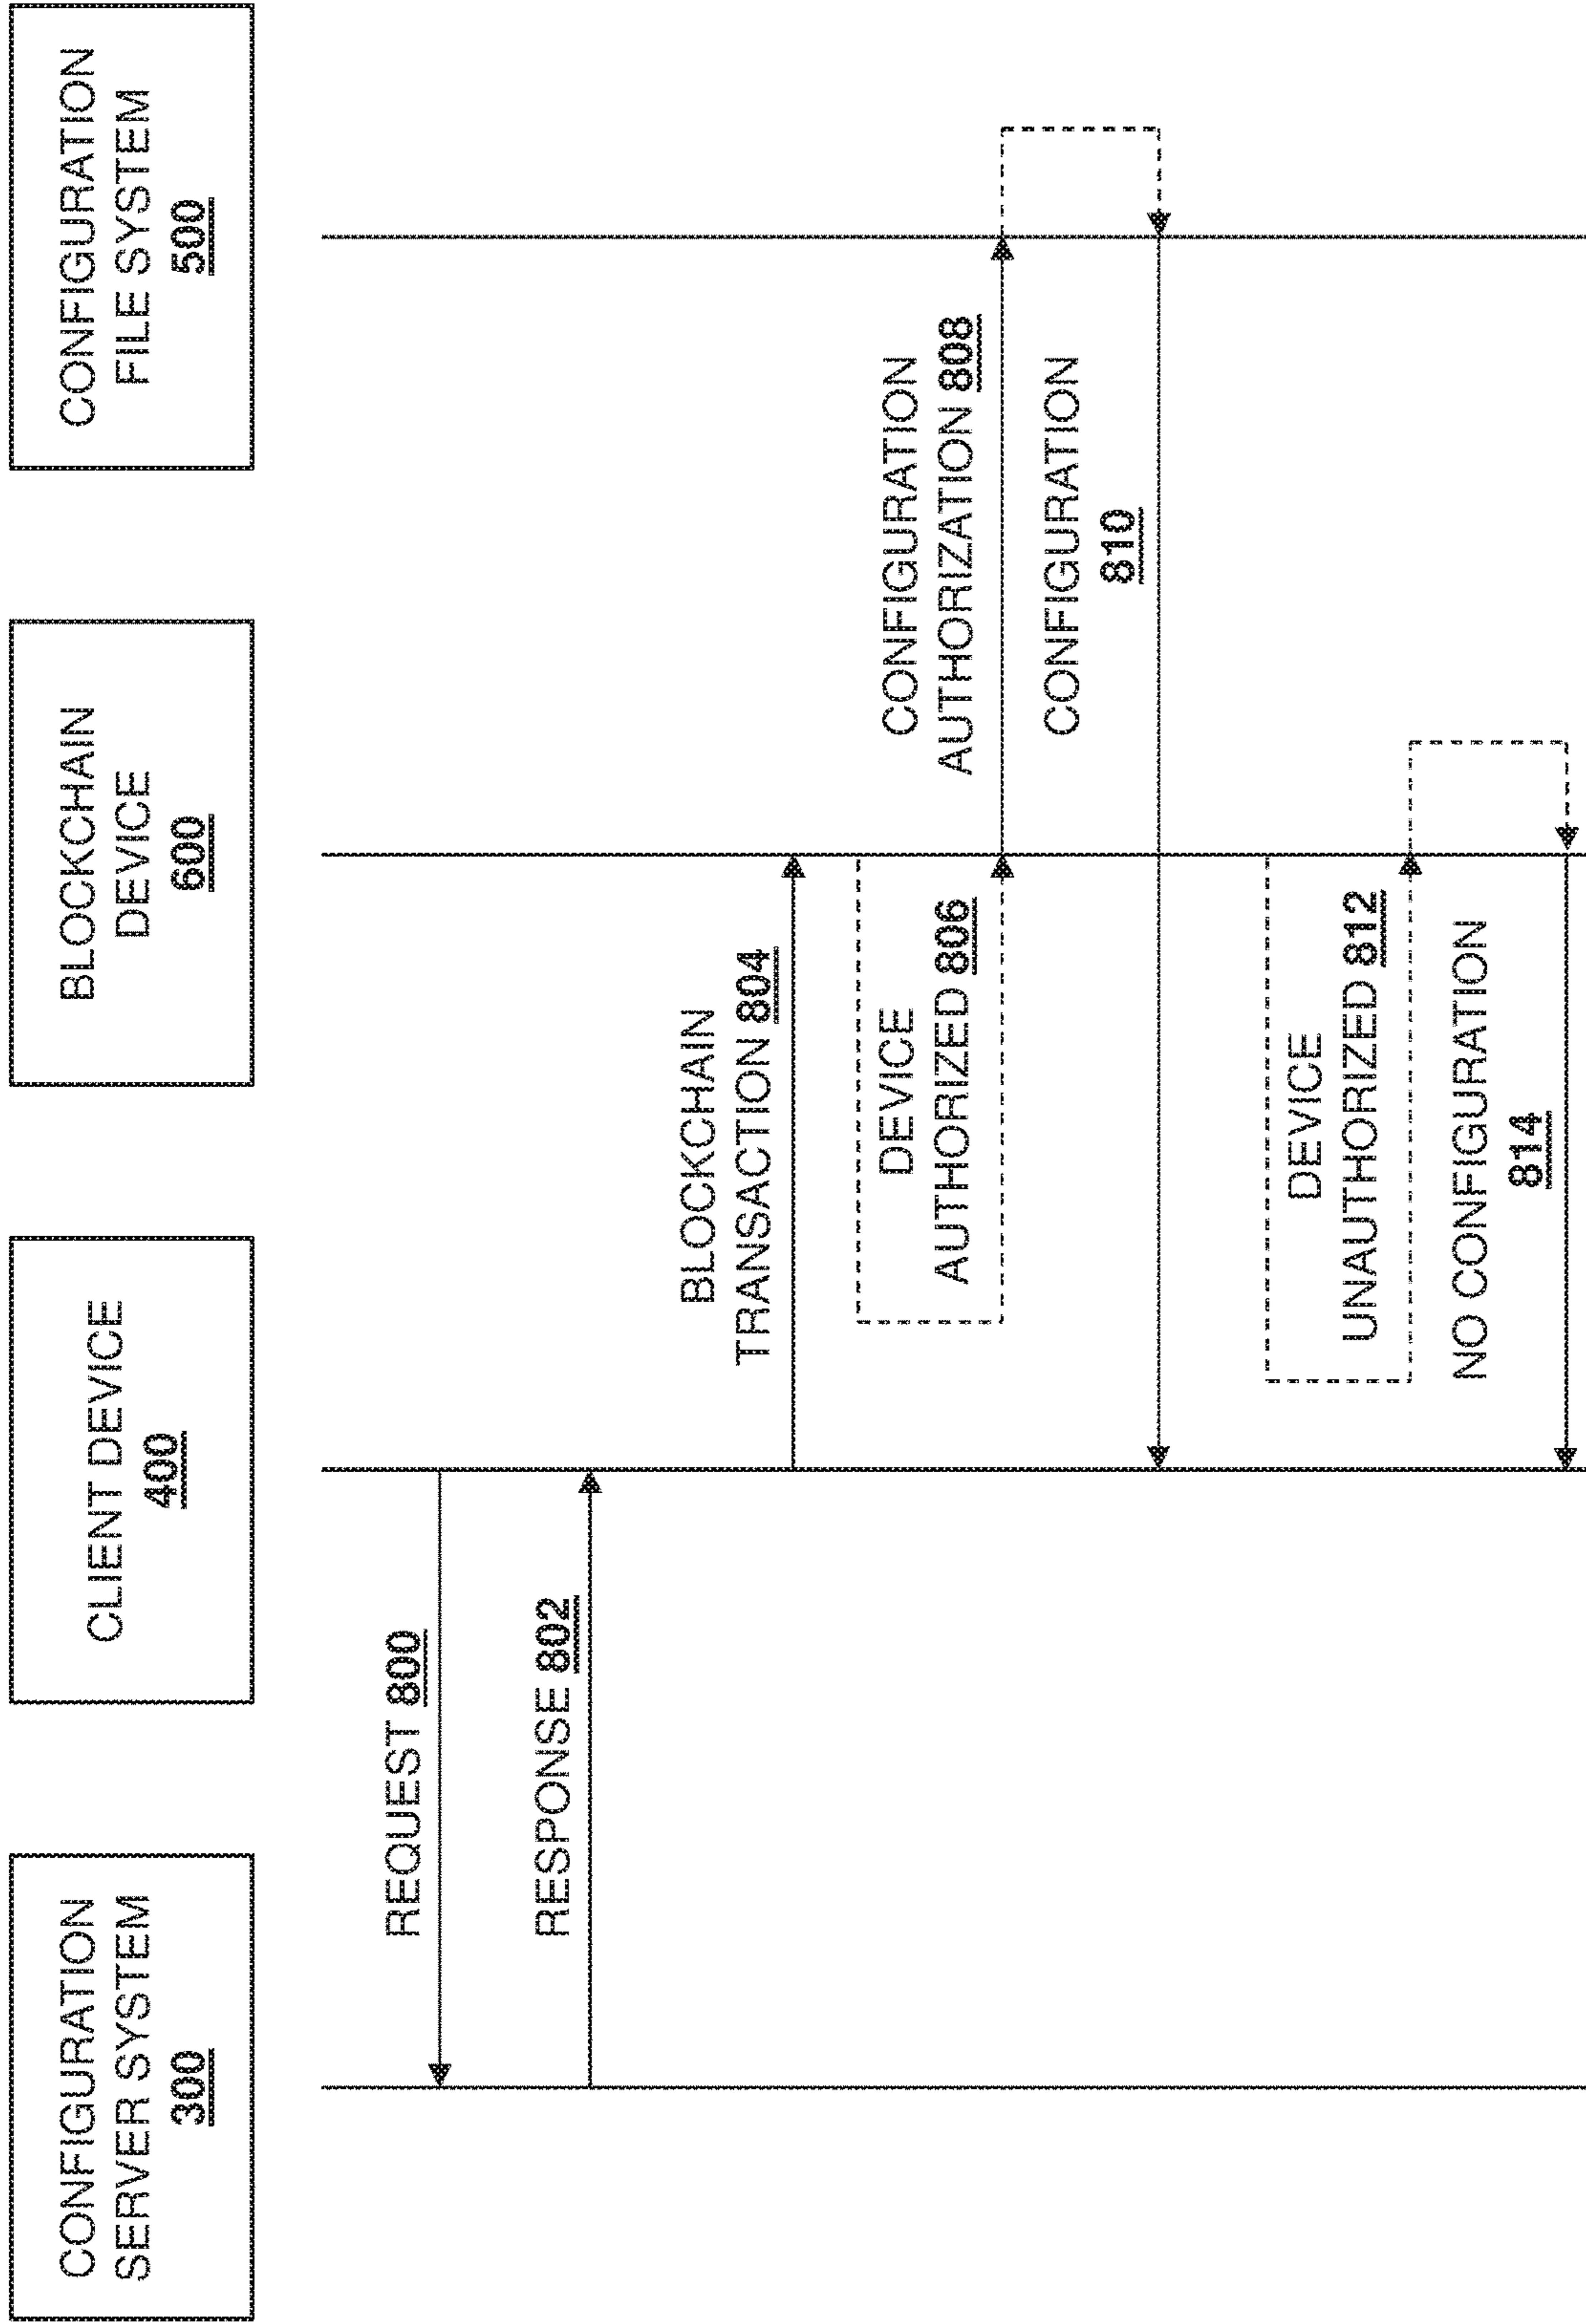 CONFIGURATION
SERVER SYSTEM
300
CLIENT DEVICE
400
BLOCKCHAIN
DEVICE
600
CONFIGURATION
FILE SYSTEM
500
REQUEST 800
RESPONSE 802
BLOCKCHAIN
TRANSACTION 804
DEVICE
AUTHORIZED 806
CONFIGURATION
AUTHORIZATION 808
CONFIGURATION
810
DEVICE
UNAUTHORIZED 812
NO CONFIGURATION
814